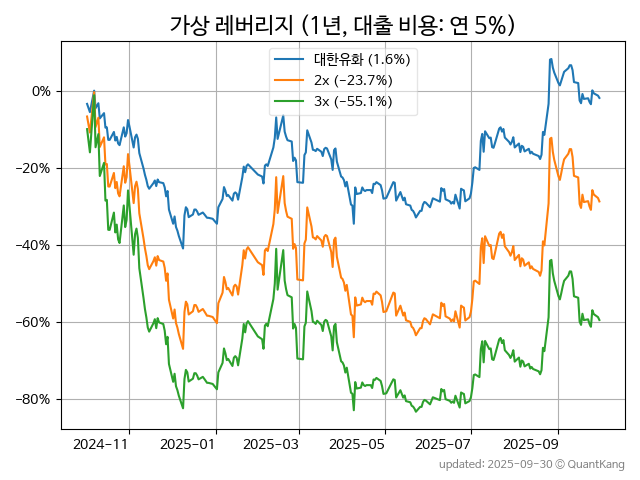 가상 레버리지 (1년, 대출 비용: 연 5%)
대한유화 (1.6%)
2x (−23.7%)
3x (−55.1%)
0%
−20%
−40%
−60%
−80%
2024-11 2025-01 2025-03 2025-05 2025-07 2025-09
updated: 2025-09-30 © QuantKang